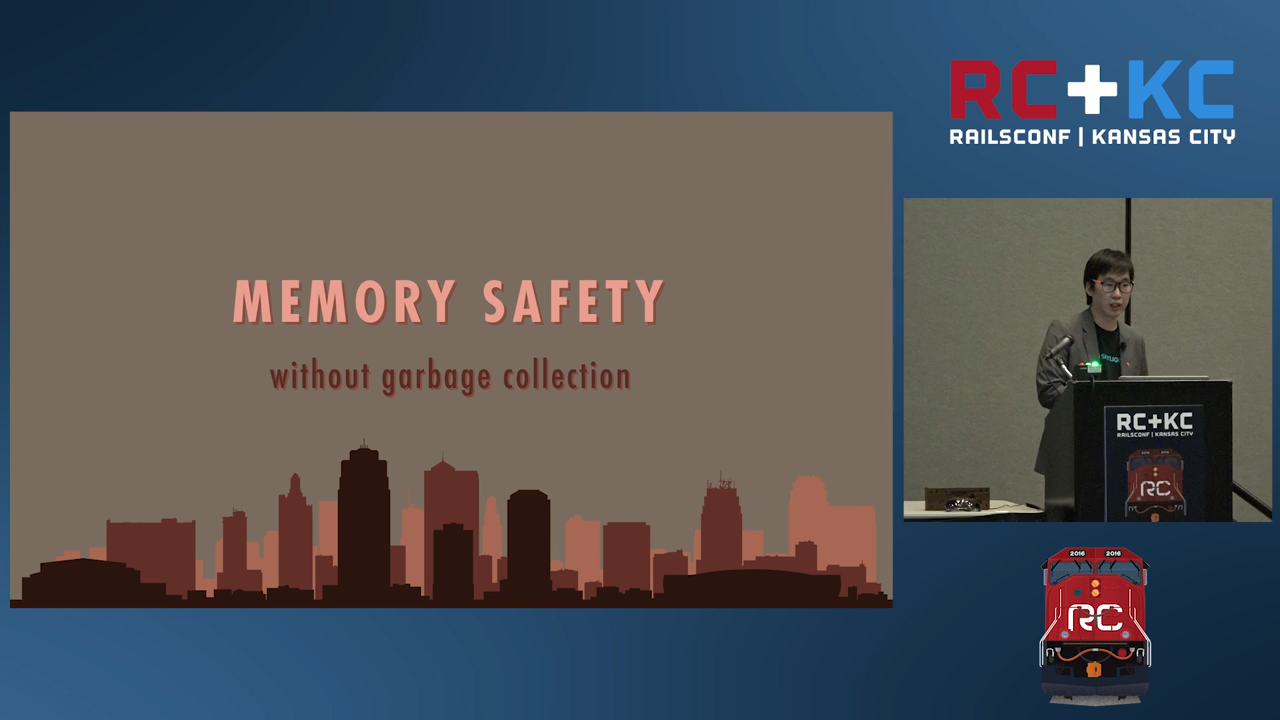 RC+KC
RAILSCONF | KANSAS CITY
MEMORY SAFETY
without garbage collection
RC+KC
RAILSCONF | KANSAS CITY
RC
2016 2016
RC